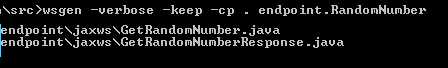 \src>wsgen -verbose -keep -cp . endpoint.RandomNumber
endpoint\jaxws\GetRandomNumber.java
endpoint\jaxws\GetRandomNumberResponse.java